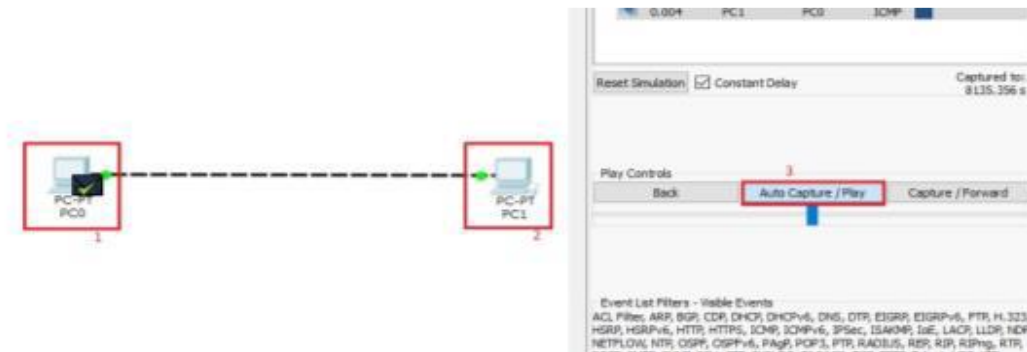 0.004 PC1 PC0 ICMP
Reset Simulation Constant Delay Captured to:
8135.356 s
Play Controls
3
Back Auto Capture / Play Capture / Forward
PC-PT PC-PT
PC0 PC1
1 2
Event List Filters - Visible Events
ACL Filter, ARP, BGP, CDP, DHCP, DHCPv6, DNS, DTP, EIGRP, EIGRPv6, FTP, H.323
HSRP, HSRPv6, HTTP, HTTPS, ICMP, ICMPv6, IPSec, ISAKMP, IoE, LACP, LLDP, NDP
NETFLOW, NTP, OSPF, OSPFv6, PAgP, POP3, PTP, RADIUS, REP, RIP, RIPng, RTP,